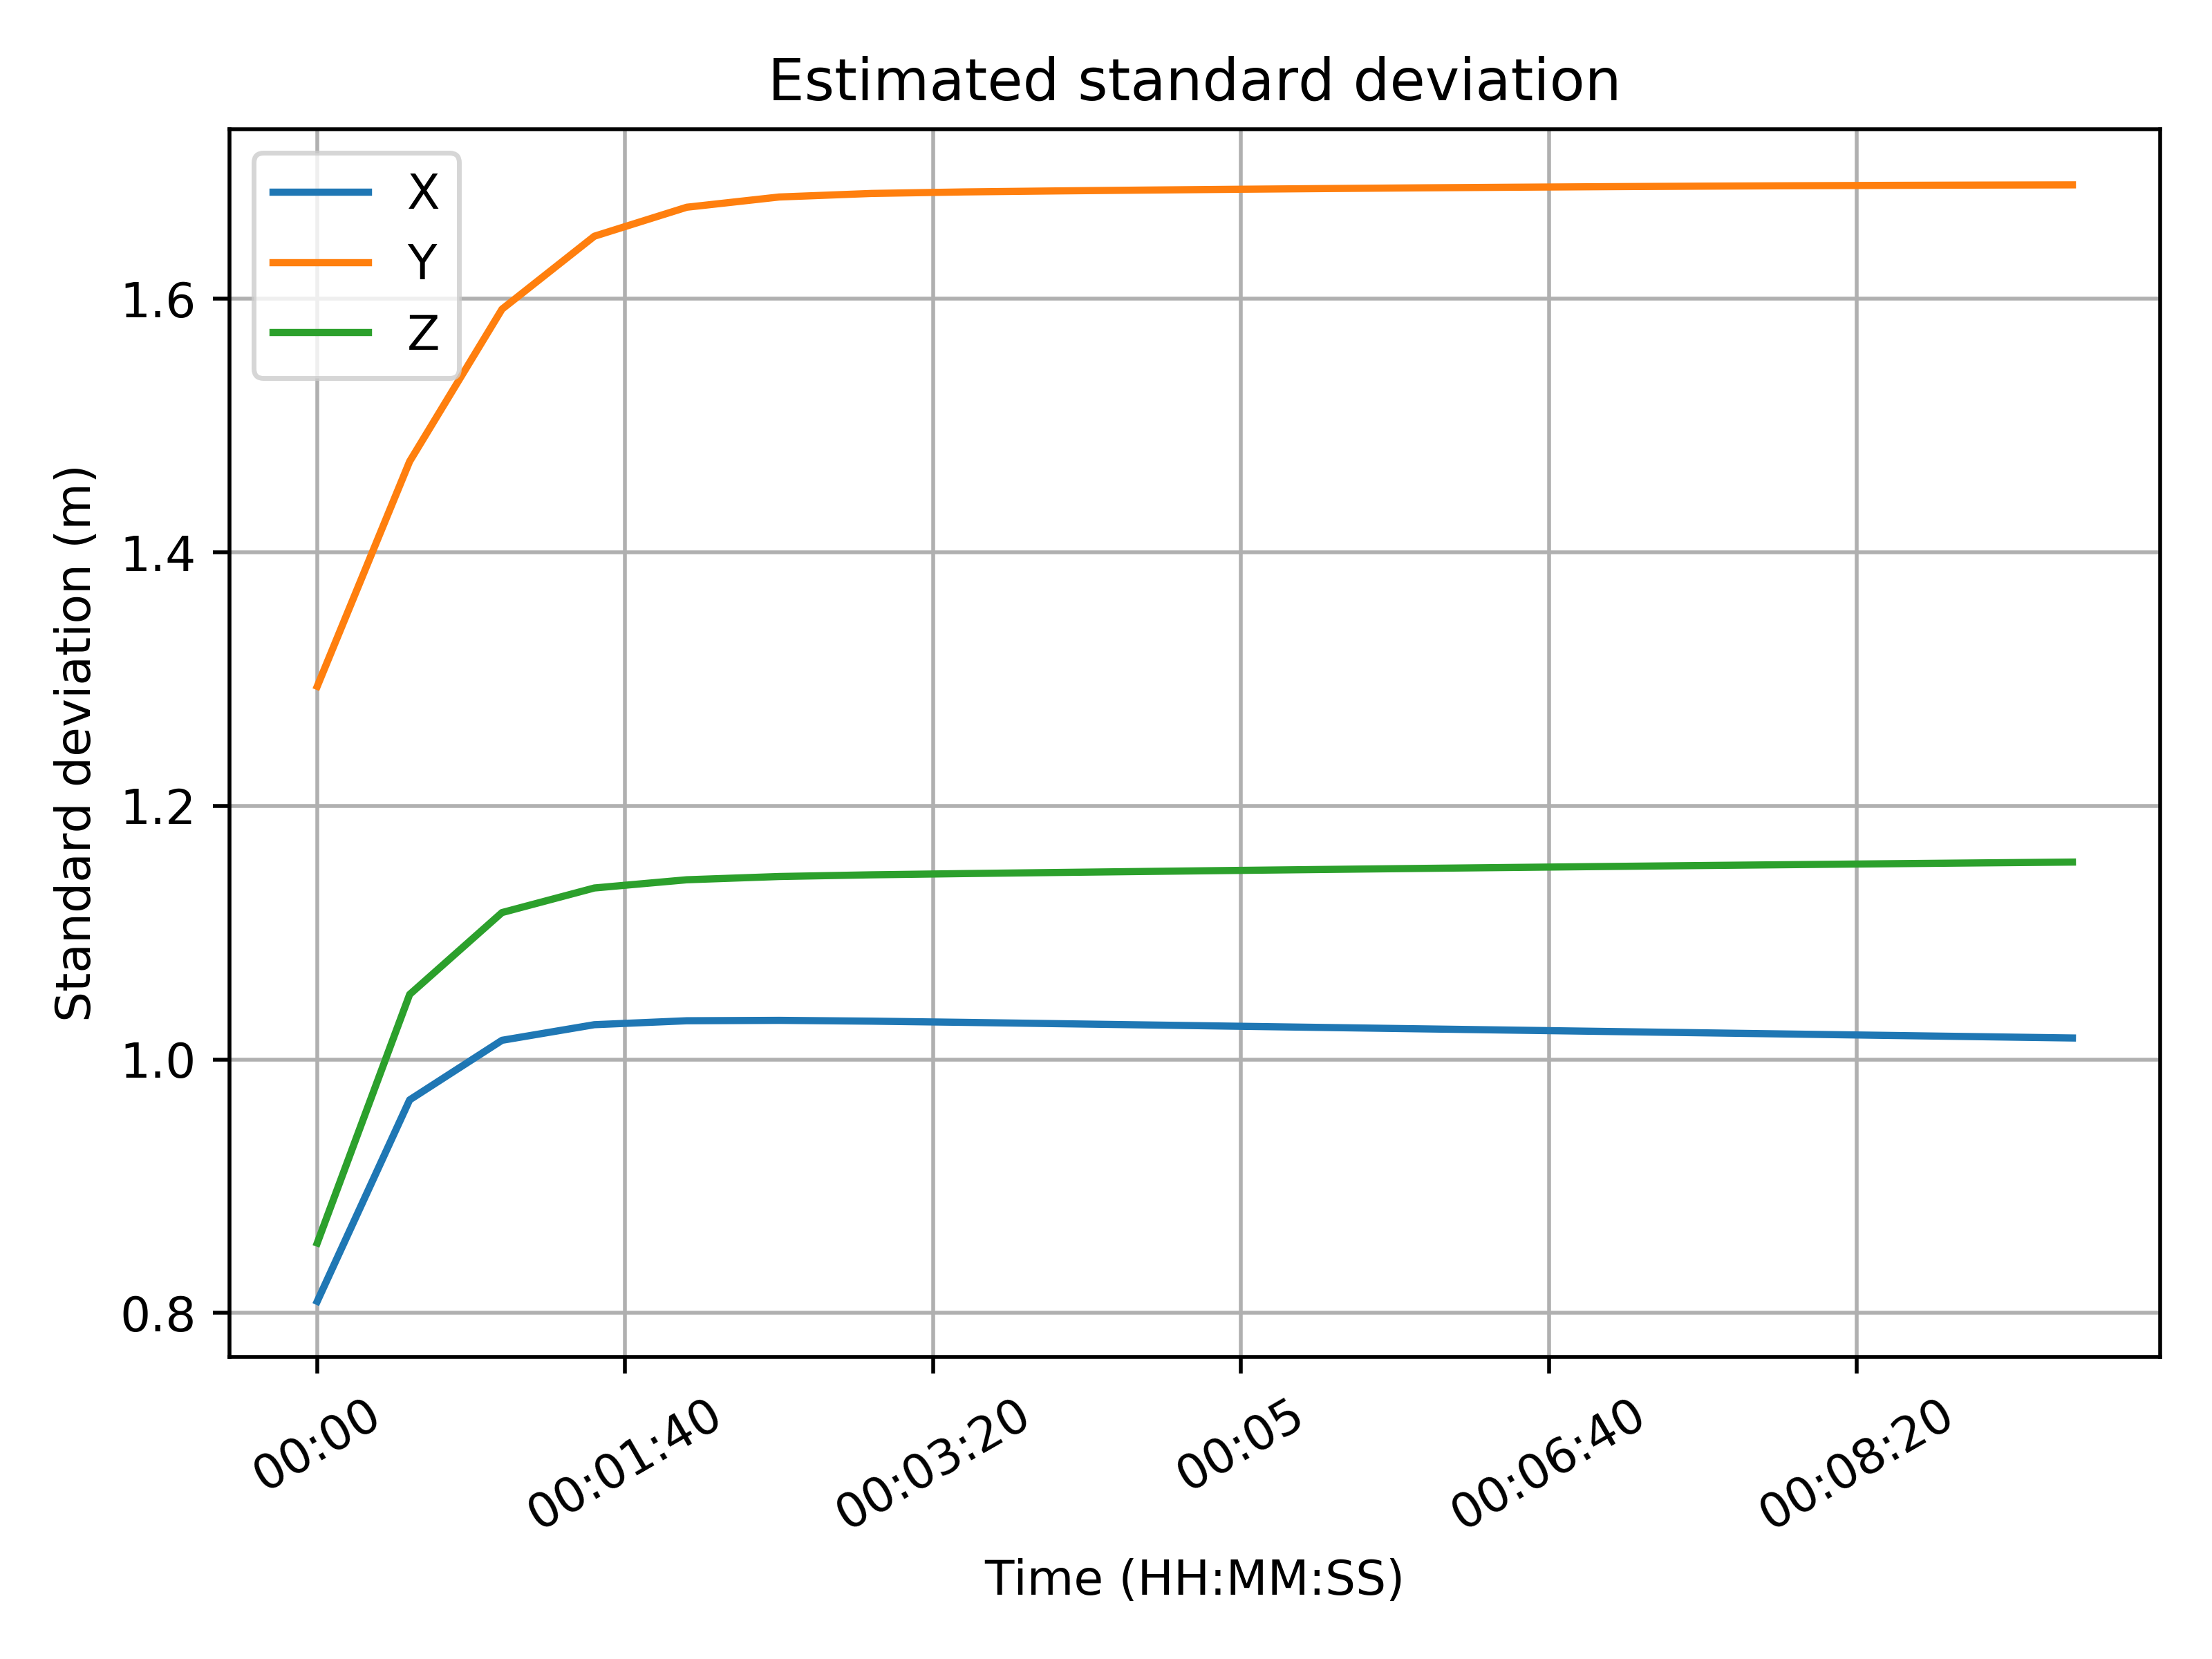 Estimated standard deviation
X
Y
Z
Standard deviation (m)
1.6
1.4
1.2
1.0
0.8
00:00
00:01:40
00:03:20
00:05
00:06:40
00:08:20
Time (HH:MM:SS)